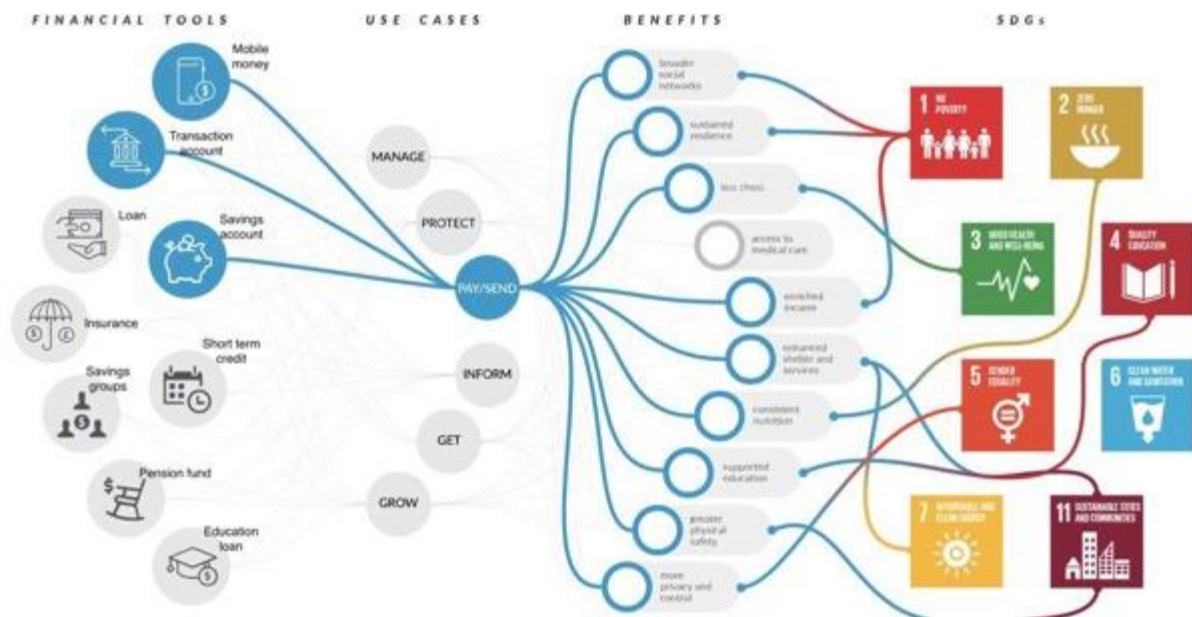 FINANCIAL TOOLS
USE CASES
BENEFITS
SDGs
Mobile
money
Transaction
account
Loan
Savings
account
Insurance
Short term
credit
Savings
groups
Pension fund
Education
loan
MANAGE
PROTECT
PAY/SEND
INFORM
GET
GROW
broader
social
networks
sustained
resilience
less stress
access to
medical care
enriched
income
enhanced
shelter and
services
consistent
nutrition
supported
education
greater
physical
safety
more
privacy and
control
1 NO
POVERTY
2 ZERO
HUNGER
3 GOOD HEALTH
AND WELL-BEING
4 QUALITY
EDUCATION
5 GENDER
EQUALITY
6 CLEAN WATER
AND SANITATION
7 AFFORDABLE AND
CLEAN ENERGY
11 SUSTAINABLE CITIES
AND COMMUNITIES